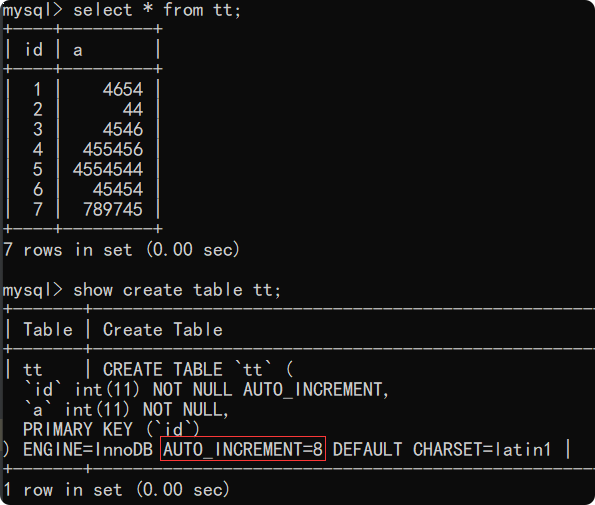 mysql> select * from tt;
+----+---------+
| id | a       |
+----+---------+
|  1 |    4654 |
|  2 |      44 |
|  3 |    4546 |
|  4 |  455456 |
|  5 | 4554544 |
|  6 |   45454 |
|  7 |  789745 |
+----+---------+
7 rows in set (0.00 sec)
mysql> show create table tt;
+-------+--------------------------------------------------
| Table | Create Table
+-------+--------------------------------------------------
| tt    | CREATE TABLE `tt` (
  `id` int(11) NOT NULL AUTO_INCREMENT,
  `a` int(11) NOT NULL,
  PRIMARY KEY (`id`)
) ENGINE=InnoDB AUTO_INCREMENT=8 DEFAULT CHARSET=latin1 |
+-------+--------------------------------------------------
1 row in set (0.00 sec)